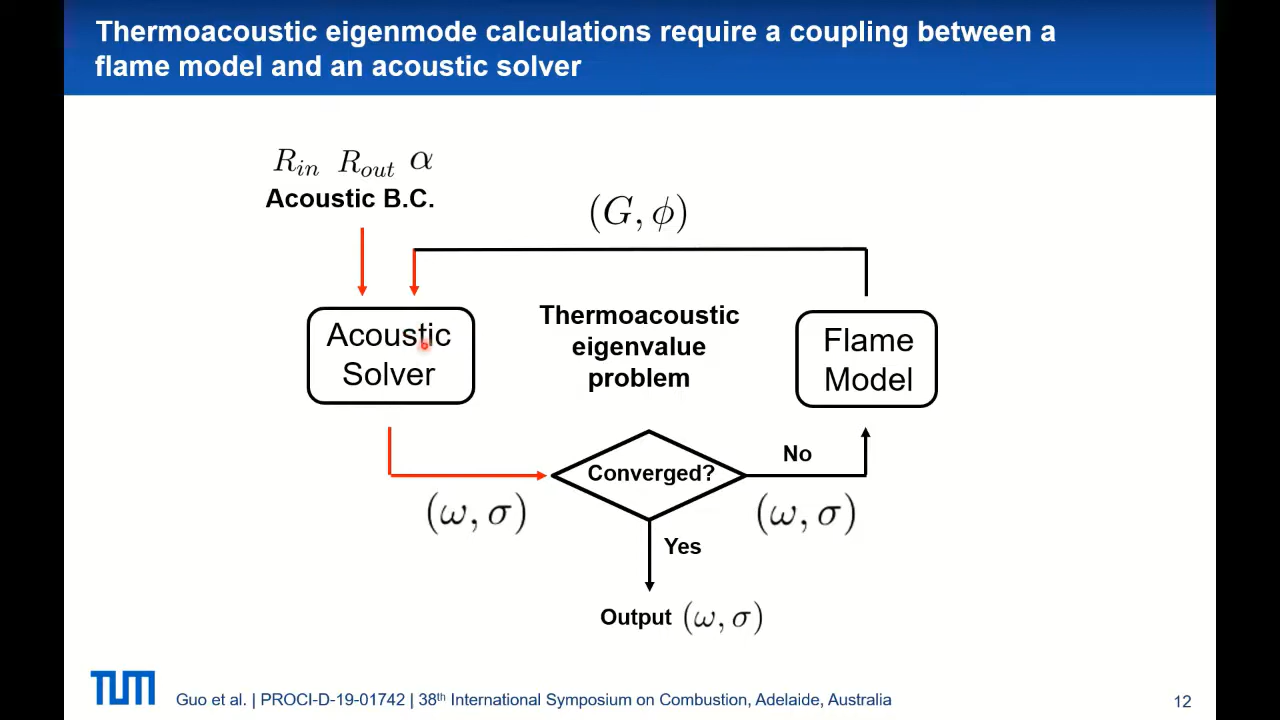 Thermoacoustic eigenmode calculations require a coupling between a
flame model and an acoustic solver
R_in R_out α
Acoustic B.C.
(G, ϕ)
Acoustic
Solver
Thermoacoustic
eigenvalue
problem
Flame
Model
Converged?
No
(ω, σ)
(ω, σ)
Yes
Output (ω, σ)
TUM
Guo et al. | PROCI-D-19-01742 | 38th International Symposium on Combustion, Adelaide, Australia
12